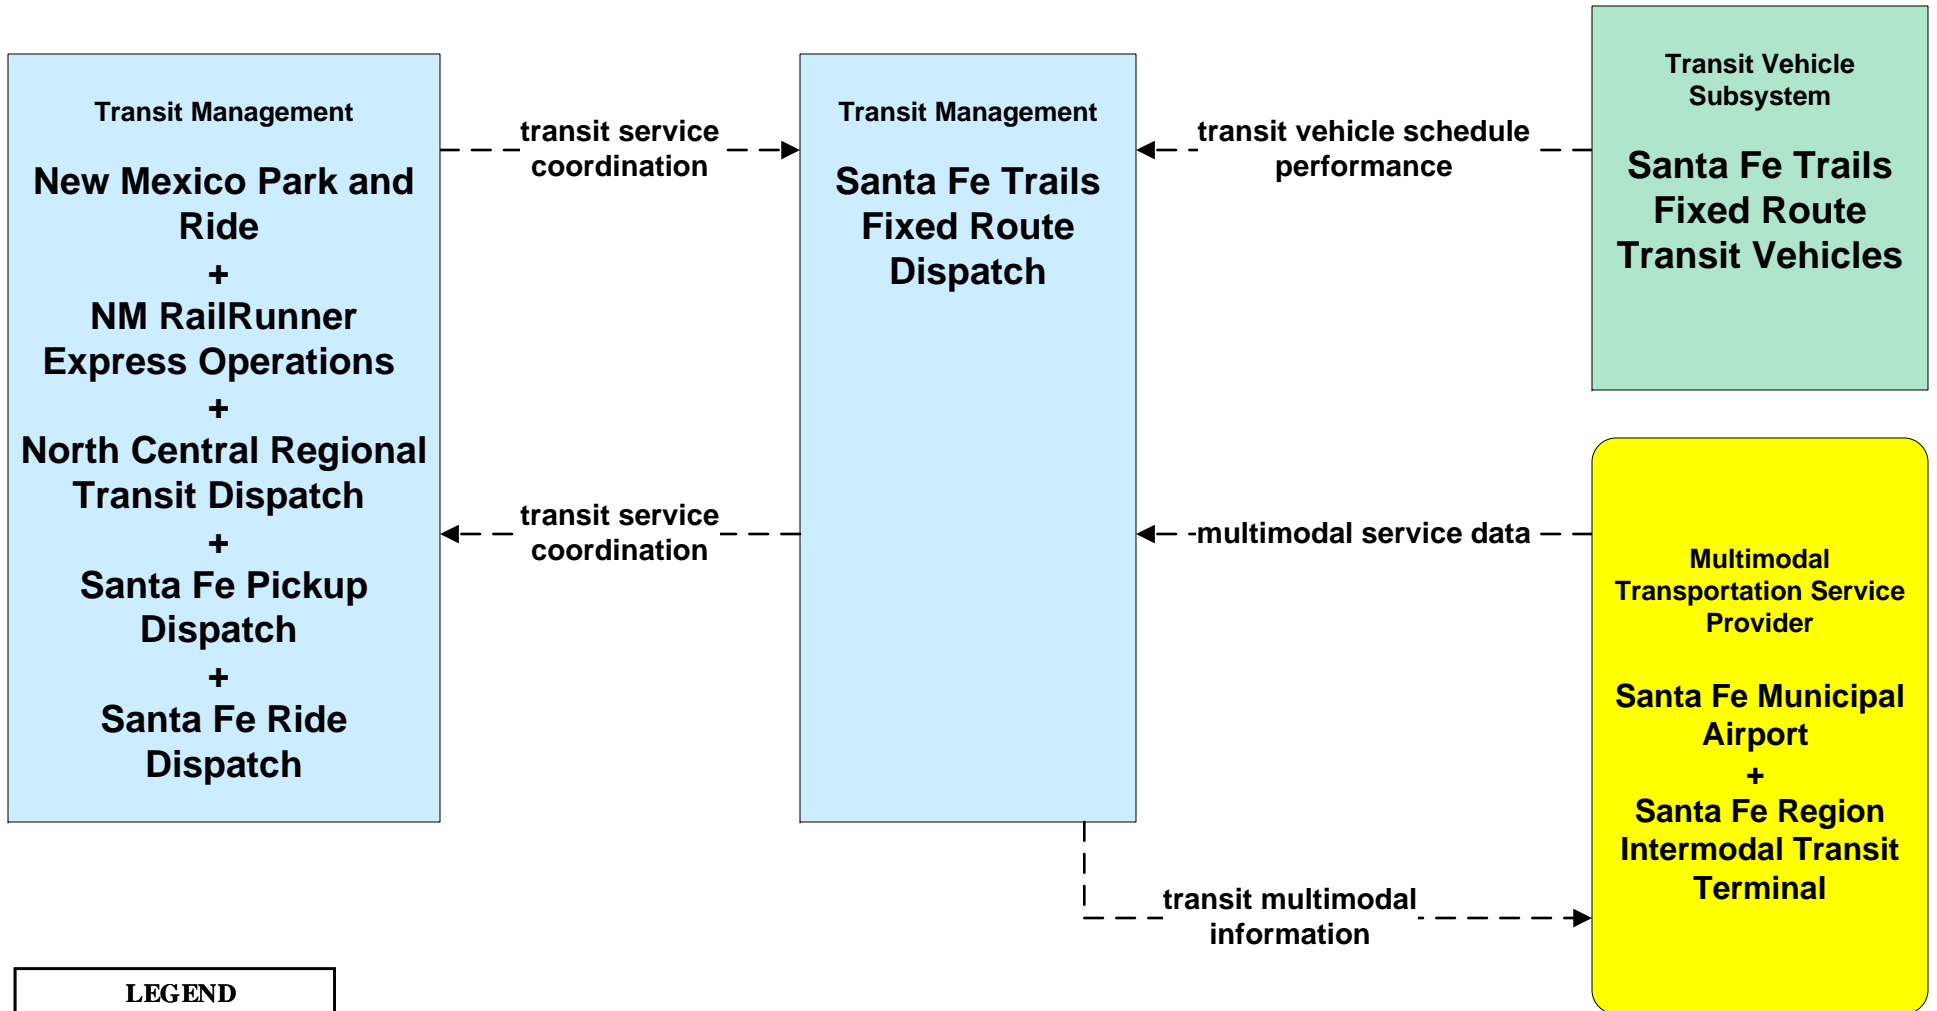 Transit Management
New Mexico Park and
Ride
+
NM RailRunner
Express Operations
+
North Central Regional
Transit Dispatch
+
Santa Fe Pickup
Dispatch
+
Santa Fe Ride
Dispatch
transit service
coordination
transit service
coordination
Transit Management
Santa Fe Trails
Fixed Route
Dispatch
transit vehicle schedule
performance
multimodal service data
transit multimodal
information
Transit Vehicle
Subsystem
Santa Fe Trails
Fixed Route
Transit Vehicles
Multimodal
Transportation Service
Provider
Santa Fe Municipal
Airport
+
Santa Fe Region
Intermodal Transit
Terminal
LEGEND